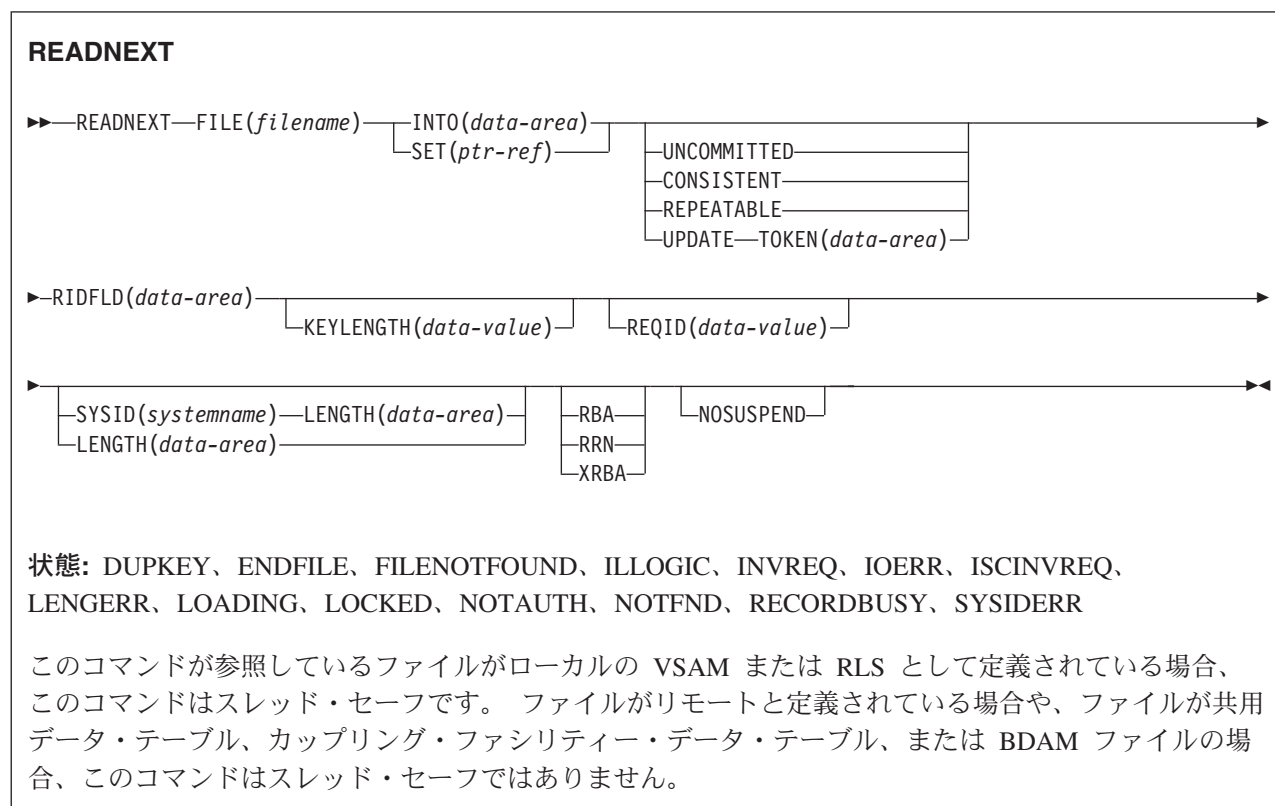 READNEXT
READNEXT FILE(filename) INTO(data-area)
SET(ptr-ref) UNCOMMITTED
CONSISTENT
REPEATABLE
UPDATE TOKEN(data-area)
RIDFLD(data-area)
KEYLENGTH(data-value) REQID(data-value)
SYSID(systemname) LENGTH(data-area) RBA NOSUSPEND
LENGTH(data-area) RRN
XRBA
状態: DUPKEY、ENDFILE、FILENOTFOUND、ILLOGIC、INVREQ、IOERR、ISCINVREQ、
LENGERR、LOADING、LOCKED、NOTAUTH、NOTFND、RECORDBUSY、SYSIDERR
このコマンドが参照しているファイルがローカルの VSAM または RLS として定義されている場合、
このコマンドはスレッド・セーフです。 ファイルがリモートと定義されている場合や、ファイルが共用
データ・テーブル、カップリング・ファシリティー・データ・テーブル、または BDAM ファイルの場
合、このコマンドはスレッド・セーフではありません。